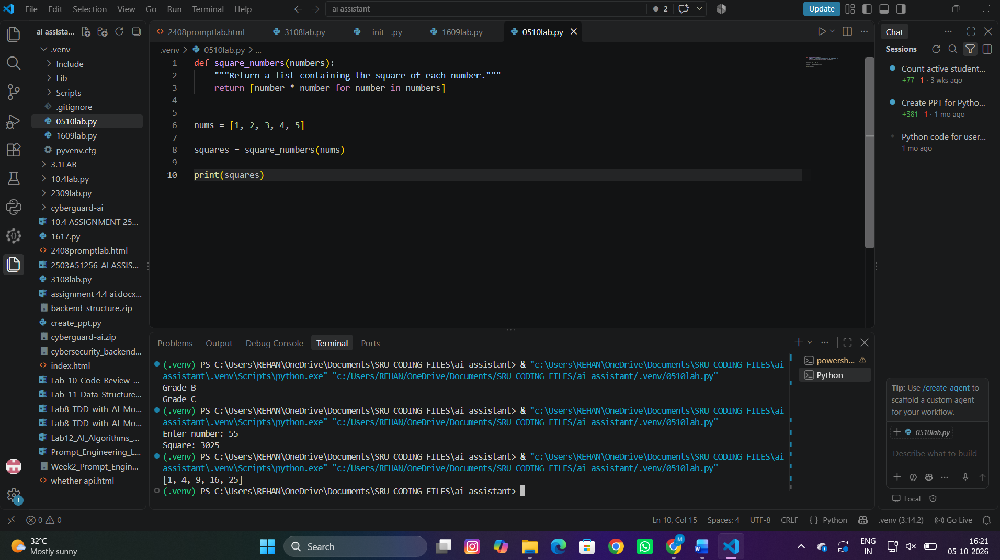 File Edit Selection View Go Run Terminal Help
ai assistant
2
Update
ai assista...
.venv
Include
Lib
Scripts
.gitignore
0510lab.py
1609lab.py
pyvenv.cfg
3.1LAB
10.4lab.py
2309lab.py
cyberguard-ai
10.4 ASSIGNMENT 25...
1617.py
2408promptlab.html
2503A51256-AI ASSIS...
3108lab.py
assignment 4.4 ai.docx...
backend_structure.zip
create_ppt.py
cyberguard-ai.zip
cybersecurity_backend...
index.html
Lab_10_Code_Review_...
Lab_11_Data_Structure...
Lab8_TDD_with_AI_Mo...
Lab8_TDD_with_AI_Mo...
Lab12_AI_Algorithms_...
Prompt_Engineering_L...
Week2_Prompt_Engin...
whether api.html
1
2408promptlab.html 3108lab.py __init__.py 1609lab.py 0510lab.py
.venv > 0510lab.py > ...
1 def square_numbers(numbers):
2 """Return a list containing the square of each number."""
3 return [number * number for number in numbers]
4
5
6 nums = [1, 2, 3, 4, 5]
7
8 squares = square_numbers(nums)
9
10 print(squares)
Problems Output Debug Console Terminal Ports
(.venv) PS C:\Users\REHAN\OneDrive\Documents\SRU CODING FILES\ai assistant> & "c:\Users\REHAN\OneDrive\Documents\SRU CODING FILES\ai
assistant\.venv\Scripts\python.exe" "c:/Users/REHAN/OneDrive/Documents/SRU CODING FILES/ai assistant/.venv/0510lab.py"
Grade B
Grade C
(.venv) PS C:\Users\REHAN\OneDrive\Documents\SRU CODING FILES\ai assistant> & "c:\Users\REHAN\OneDrive\Documents\SRU CODING FILES\ai
assistant\.venv\Scripts\python.exe" "c:/Users/REHAN/OneDrive/Documents/SRU CODING FILES/ai assistant/.venv/0510lab.py"
Enter number: 55
Square: 3025
(.venv) PS C:\Users\REHAN\OneDrive\Documents\SRU CODING FILES\ai assistant> & "c:\Users\REHAN\OneDrive\Documents\SRU CODING FILES\ai
assistant\.venv\Scripts\python.exe" "c:/Users/REHAN/OneDrive/Documents/SRU CODING FILES/ai assistant/.venv/0510lab.py"
[1, 4, 9, 16, 25]
(.venv) PS C:\Users\REHAN\OneDrive\Documents\SRU CODING FILES\ai assistant>
powersh...
Python
Chat
Sessions
Count active student...
+77 -1 · 3 wks ago
Create PPT for Pytho...
+381 -1 · 1 mo ago
Python code for user...
1 mo ago
Tip: Use /create-agent to
scaffold a custom agent
for your workflow.
0510lab.py
Describe what to build
Local
0 0
Ln 10, Col 15 Spaces: 4 UTF-8 CRLF { } Python .venv (3.14.2) Go Live
32°C
Mostly sunny
Search
M
ENG
IN
16:21
05-10-2026